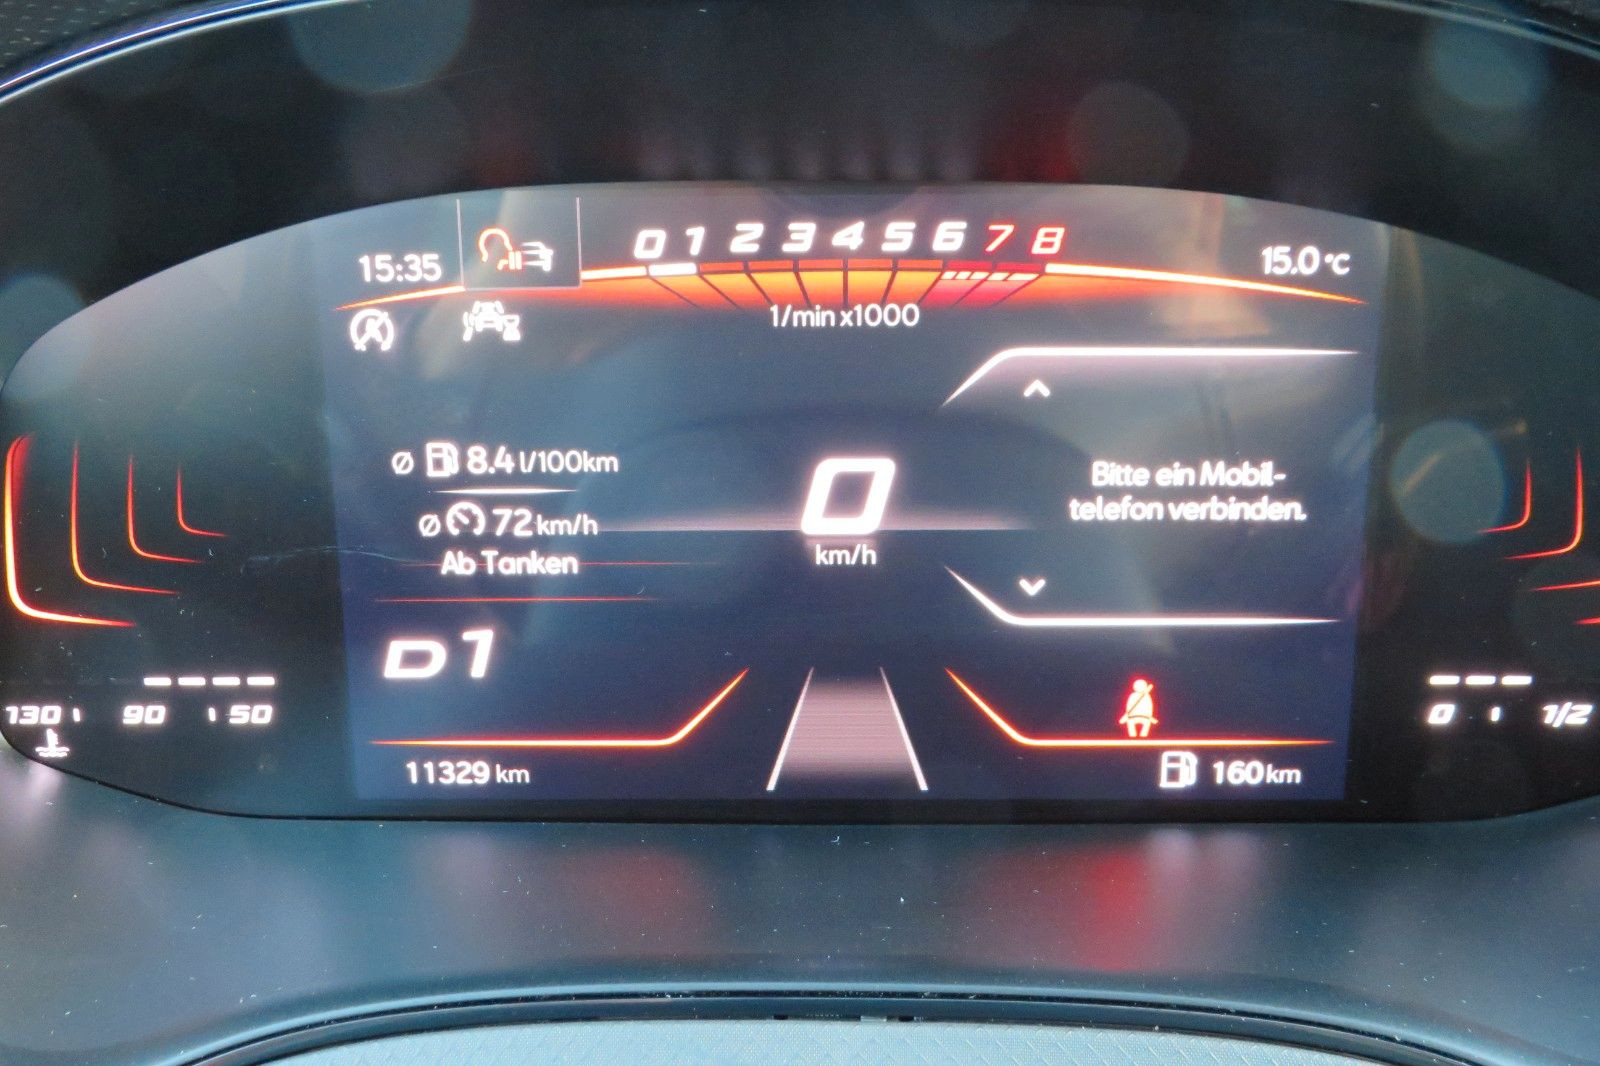 0 1 2 3 4 5 6 7 8
15:35
15.0 °C
1/min x1000
Ø 8.4 l/100km
Ø 72 km/h
Ab Tanken
0
km/h
Bitte ein Mobil-
telefon verbinden.
D1
130 90 50
0 1/2
11329 km
160 km